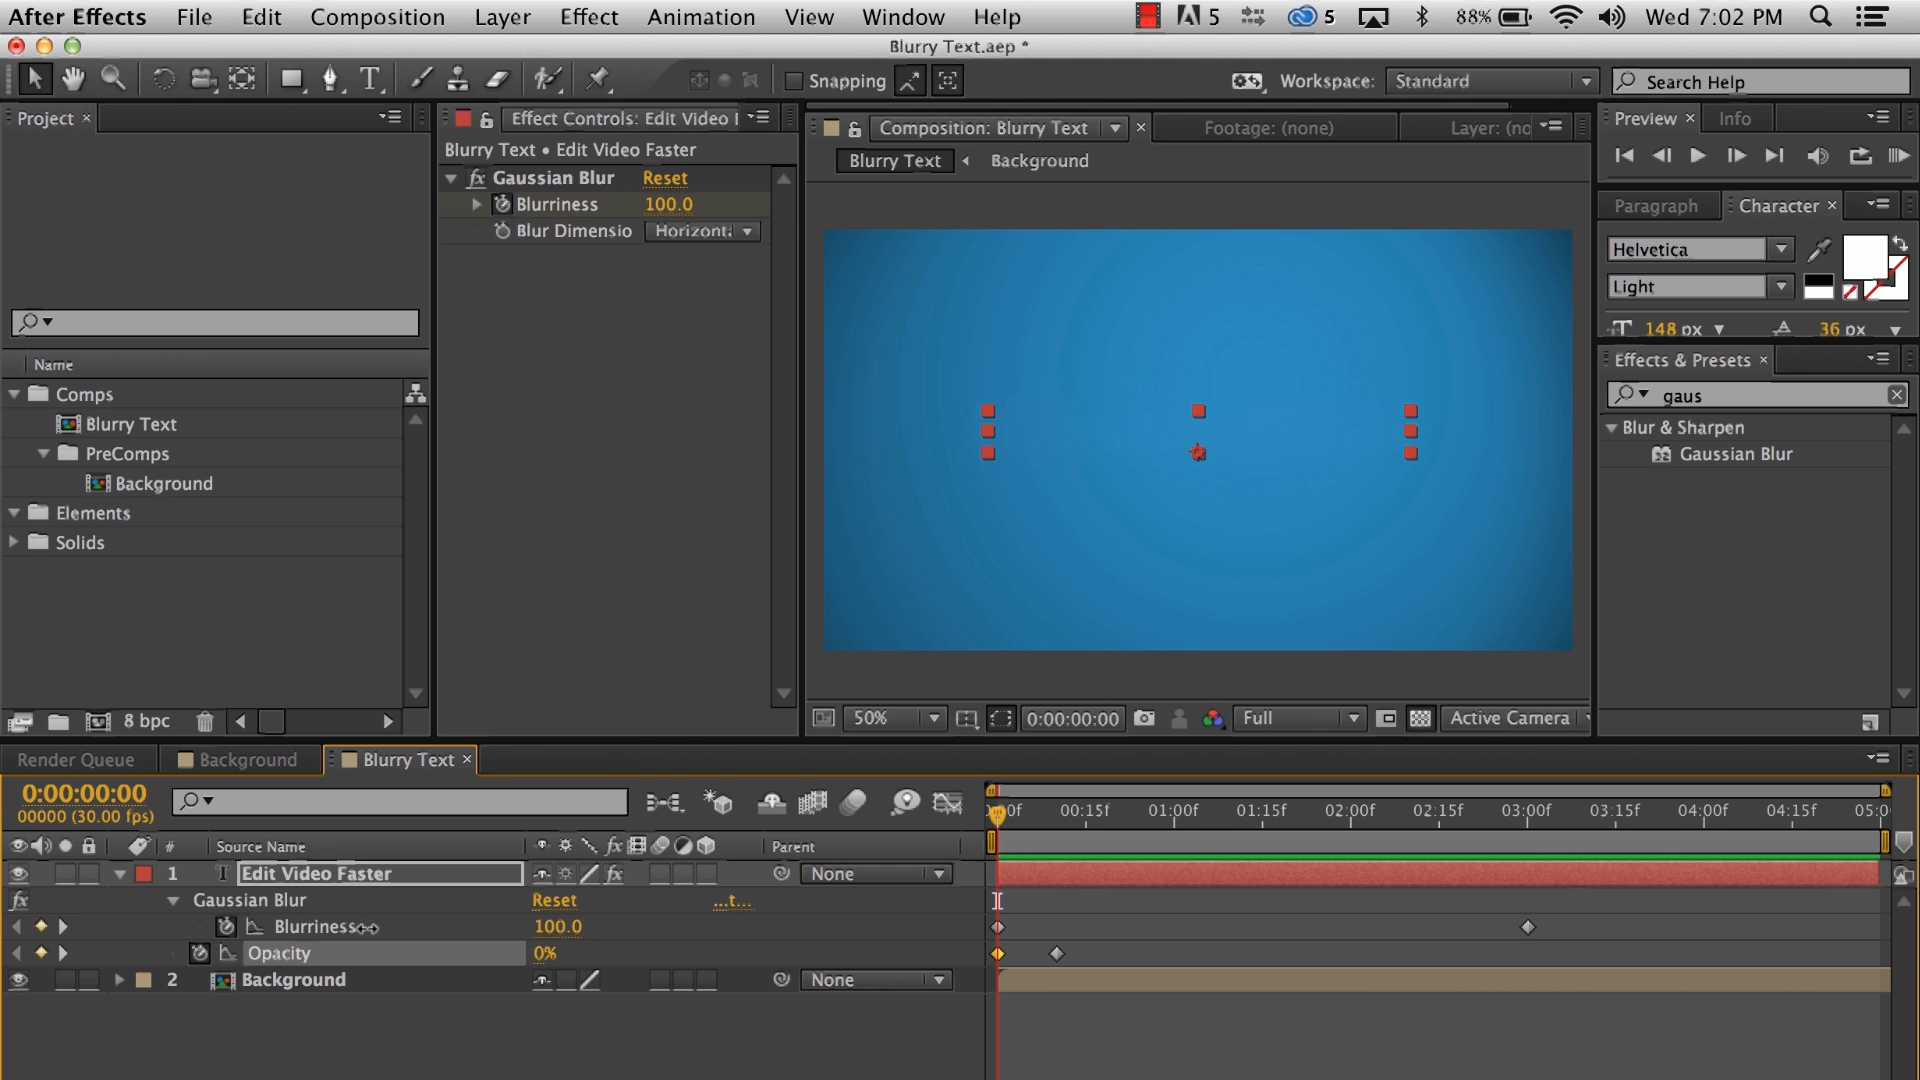 After Effects File Edit Composition Layer Effect Animation View Window Help 5 5 88% Wed 7:02 PM
Blurry Text.aep *
Snapping Workspace: Standard Search Help
Project × Effect Controls: Edit Video Composition: Blurry Text × Footage: (none) Layer: (no Preview × Info
Blurry Text • Edit Video Faster
Blurry Text Background
fx Gaussian Blur Reset
Blurriness 100.0
Blur Dimensio Horizont
Paragraph Character ×
Helvetica
Light
148 px 36 px
Effects & Presets ×
gaus
Blur & Sharpen
Gaussian Blur
Name
Comps
Blurry Text
PreComps
Background
Elements
Solids
8 bpc
50% 0:00:00:00 Full Active Camera
Render Queue Background Blurry Text ×
0:00:00:00
00000 (30.00 fps)
00f 00:15f 01:00f 01:15f 02:00f 02:15f 03:00f 03:15f 04:00f 04:15f 05:0
# Source Name fx Parent
1 T Edit Video Faster fx None
fx Gaussian Blur Reset ...t...
Blurriness 100.0
Opacity 0%
2 Background None